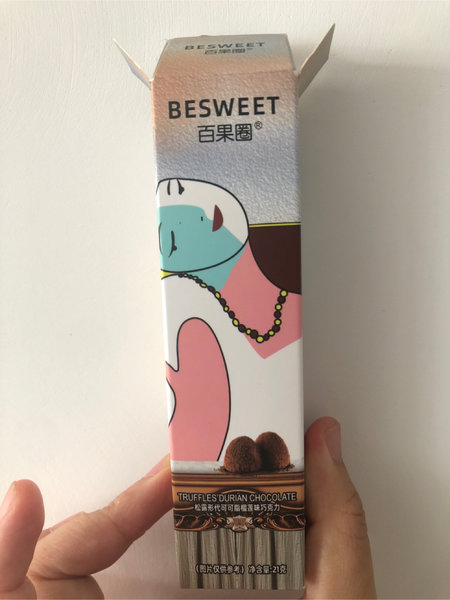 BESWEET
百果圈®
BESWEET
百果圈®
TRUFFLES DURIAN CHOCOLATE
松露形代可可脂榴莲味巧克力
(图片仅供参考) 净含量:21克